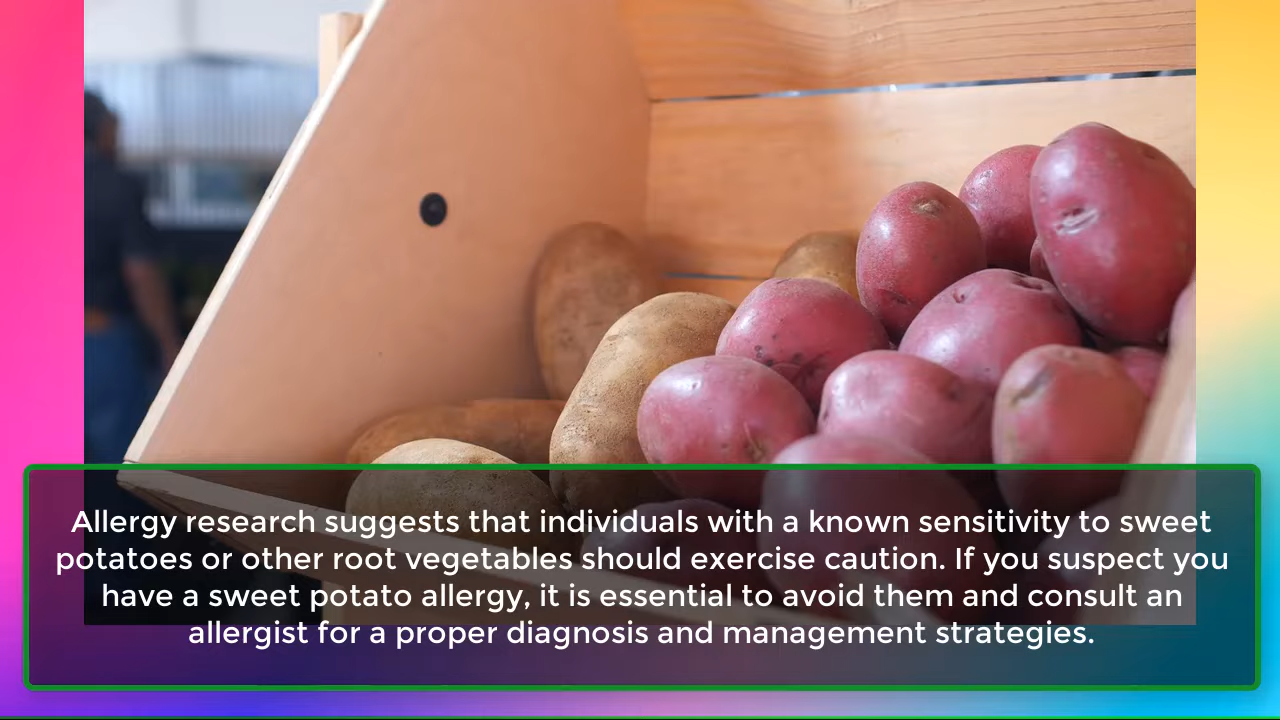 Allergy research suggests that individuals with a known sensitivity to sweet
potatoes or other root vegetables should exercise caution. If you suspect you
have a sweet potato allergy, it is essential to avoid them and consult an
allergist for a proper diagnosis and management strategies.